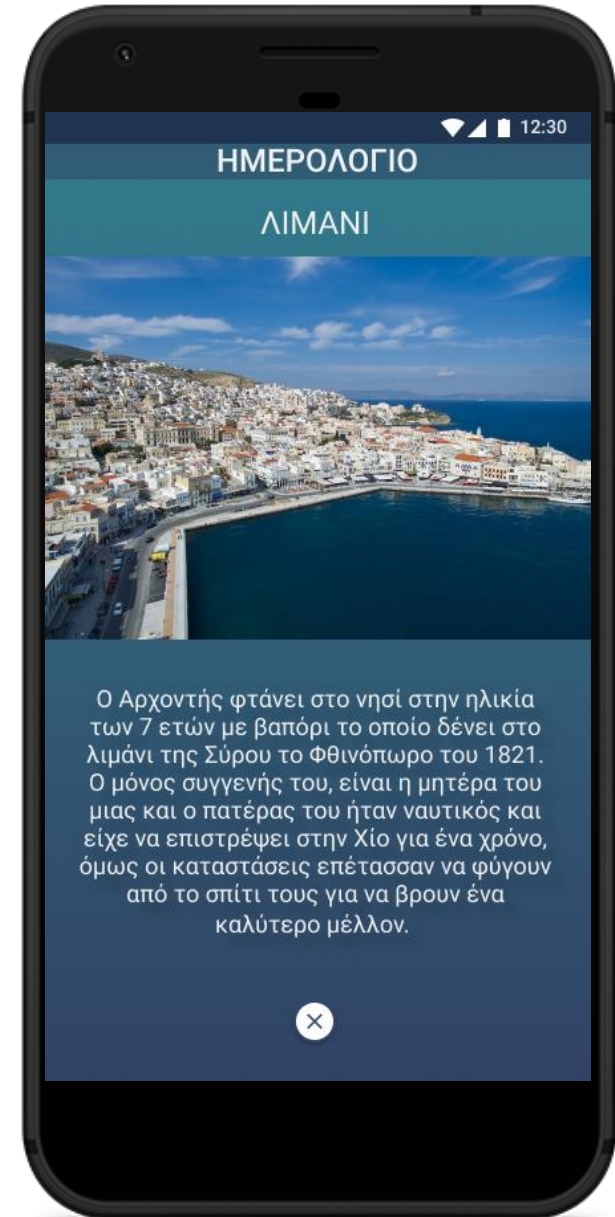 12:30
ΗΜΕΡΟΛΟΓΙΟ
ΛΙΜΑΝΙ
Ο Αρχοντής φτάνει στο νησί στην ηλικία
των 7 ετών με βαπόρι το οποίο δένει στο
λιμάνι της Σύρου το Φθινόπωρο του 1821.
Ο μόνος συγγενής του, είναι η μητέρα του
μιας και ο πατέρας του ήταν ναυτικός και
είχε να επιστρέψει στην Χίο για ένα χρόνο,
όμως οι καταστάσεις επέτασσαν να φύγουν
από το σπίτι τους για να βρουν ένα
καλύτερο μέλλον.